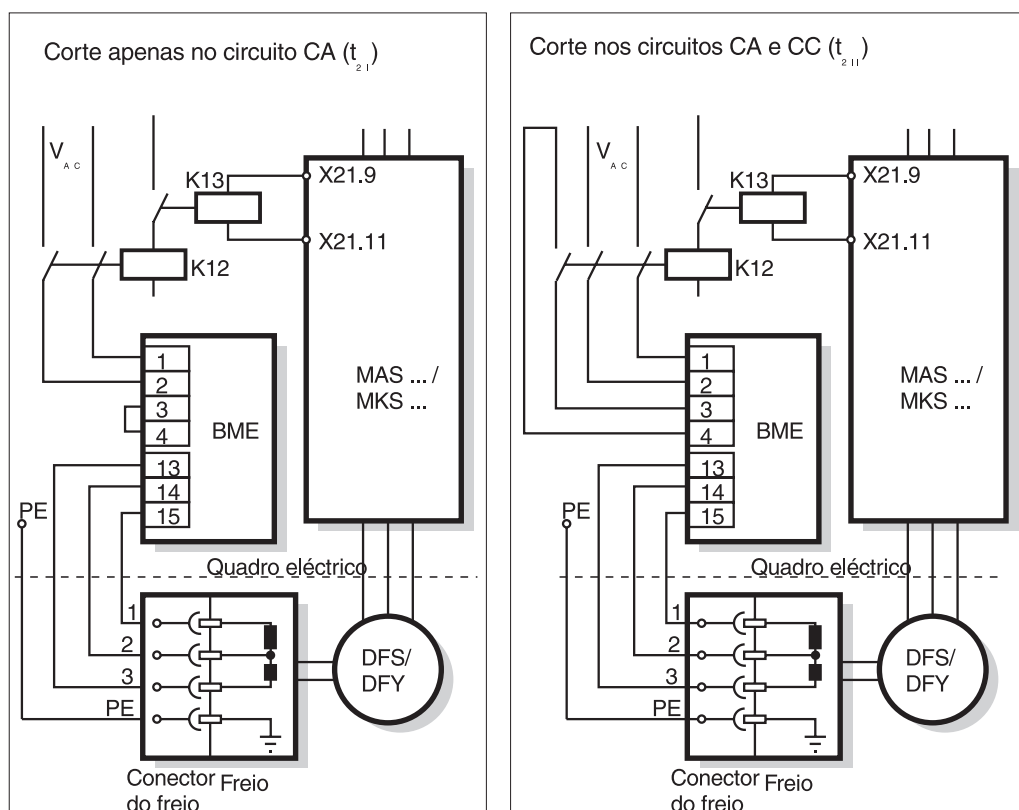 Corte apenas no circuito CA (t 2 I)
V AC
K13
X21.9
X21.11
K12
1
2
3
4
13
14
15
BME
MAS ... /
MKS ...
PE
Quadro eléctrico
1
2
3
PE
DFS/
DFY
Conector Freio
do freio
Corte nos circuitos CA e CC (t 2 II)
V AC
K13
X21.9
X21.11
K12
1
2
3
4
13
14
15
BME
MAS ... /
MKS ...
PE
Quadro eléctrico
1
2
3
PE
DFS/
DFY
Conector Freio
do freio